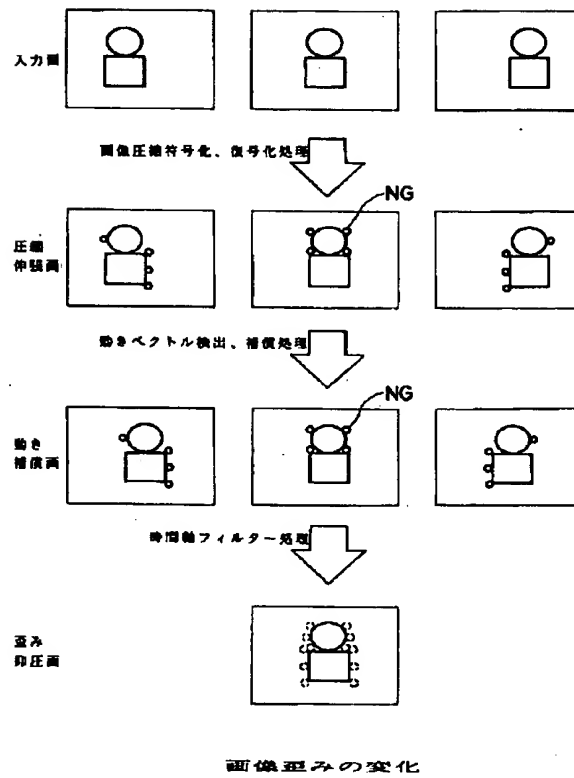 入力画
画像圧縮符号化、復号化処理
NG
圧縮
伸張画
動きベクトル検出、補償処理
NG
動き
補償画
時間軸フィルター処理
歪み
抑圧画
画像歪みの変化